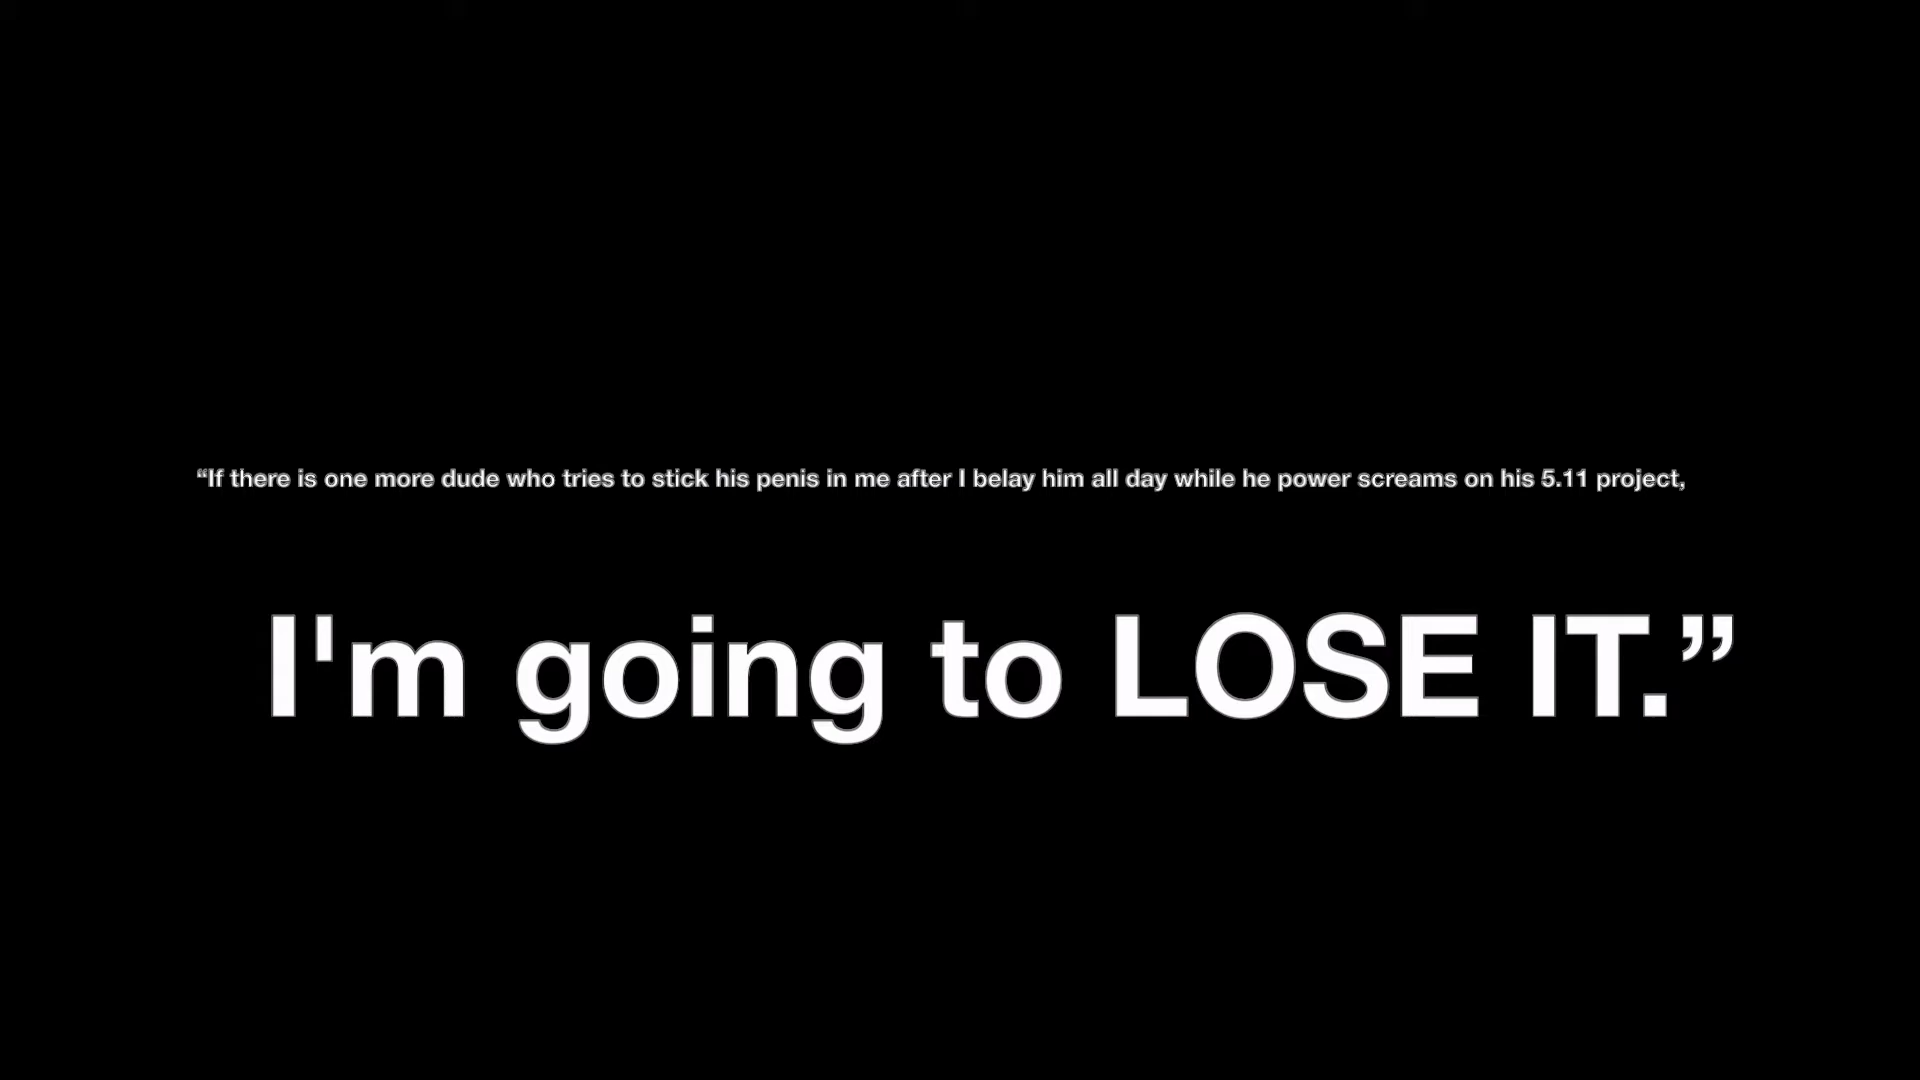 “If there is one more dude who tries to stick his penis in me after I belay him all day while he power screams on his 5.11 project,
I'm going to LOSE IT.”